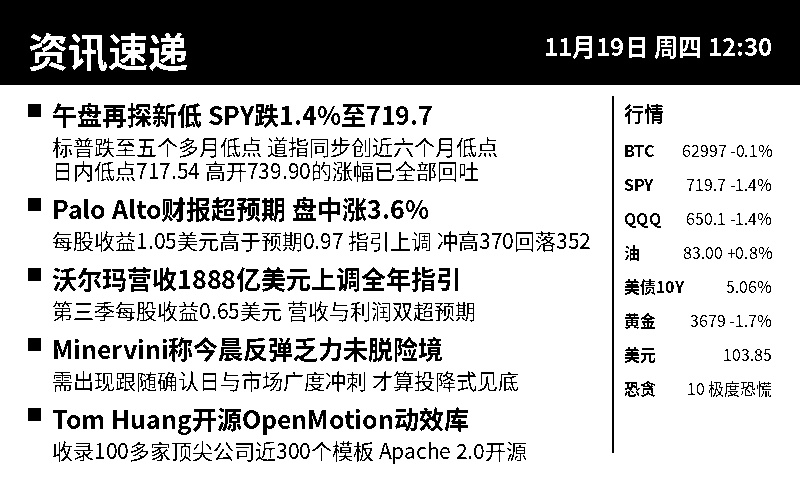 资讯速递
11月19日 周四 12:30
午盘再探新低 SPY跌1.4%至719.7
标普跌至五个多月低点 道指同步创近六个月低点
日内低点717.54 高开739.90的涨幅已全部回吐
Palo Alto财报超预期 盘中涨3.6%
每股收益1.05美元高于预期0.97 指引上调 冲高370回落352
沃尔玛营收1888亿美元上调全年指引
第三季每股收益0.65美元 营收与利润双超预期
Minervini称今晨反弹乏力未脱险境
需出现跟随确认日与市场广度冲刺 才算投降式见底
Tom Huang开源OpenMotion动效库
收录100多家顶尖公司近300个模板 Apache 2.0开源
行情
BTC 62997 -0.1%
SPY 719.7 -1.4%
QQQ 650.1 -1.4%
油 83.00 +0.8%
美债10Y 5.06%
黄金 3679 -1.7%
美元 103.85
恐贪 10 极度恐慌